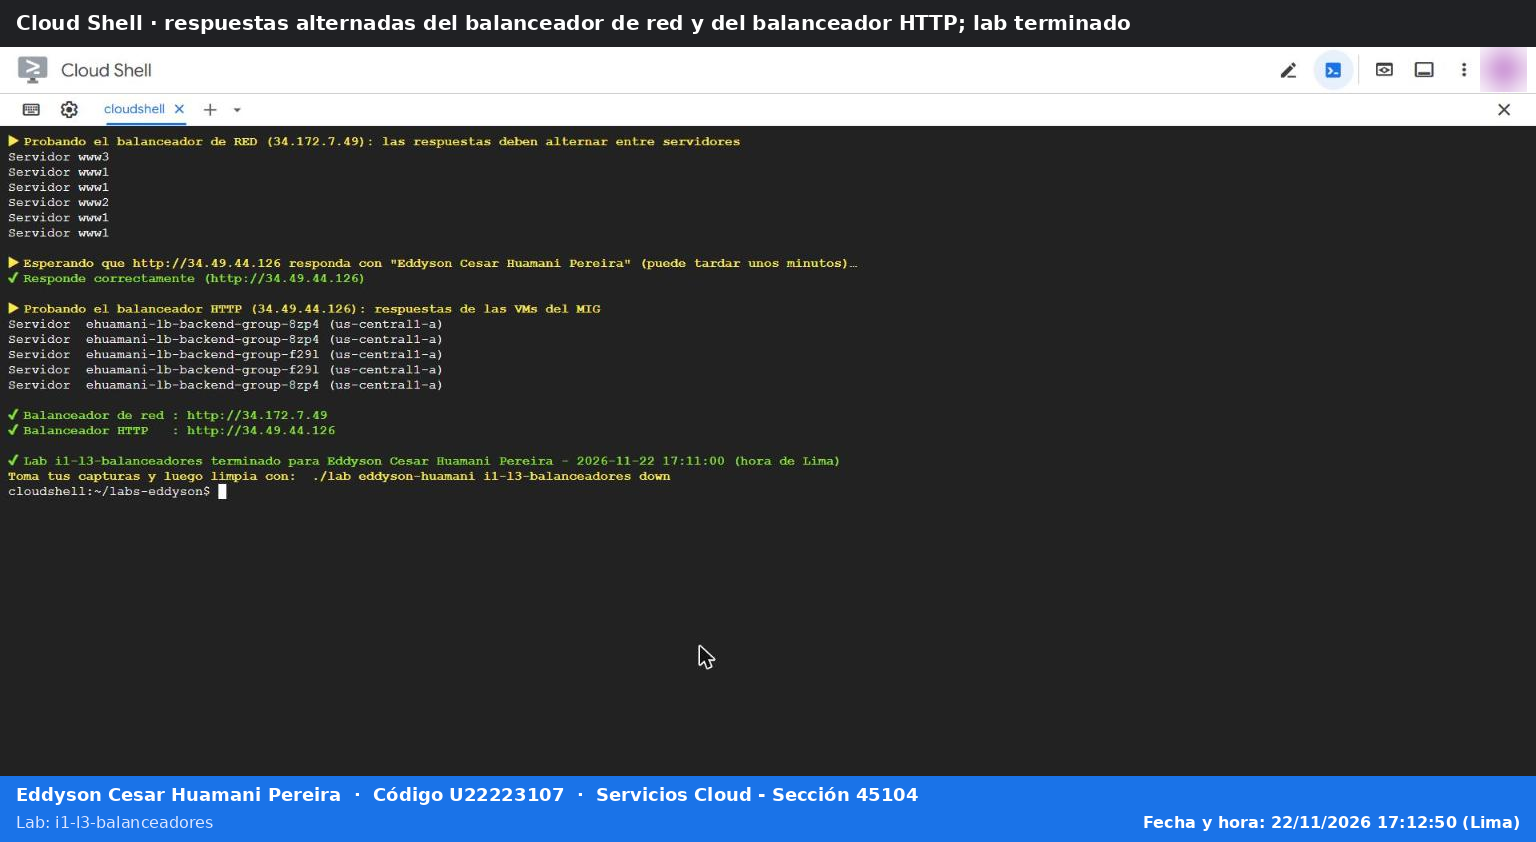 Cloud Shell · respuestas alternadas del balanceador de red y del balanceador HTTP; lab terminado
Cloud Shell
cloudshell
▶ Probando el balanceador de RED (34.172.7.49): las respuestas deben alternar entre servidores
Servidor www3
Servidor www1
Servidor www1
Servidor www2
Servidor www1
Servidor www1
▶ Esperando que http://34.49.44.126 responda con "Eddyson Cesar Huamani Pereira" (puede tardar unos minutos)…
✔ Responde correctamente (http://34.49.44.126)
▶ Probando el balanceador HTTP (34.49.44.126): respuestas de las VMs del MIG
Servidor  ehuamani-lb-backend-group-8zp4 (us-central1-a)
Servidor  ehuamani-lb-backend-group-8zp4 (us-central1-a)
Servidor  ehuamani-lb-backend-group-f29l (us-central1-a)
Servidor  ehuamani-lb-backend-group-f29l (us-central1-a)
Servidor  ehuamani-lb-backend-group-8zp4 (us-central1-a)
✔ Balanceador de red : http://34.172.7.49
✔ Balanceador HTTP   : http://34.49.44.126
✔ Lab i1-l3-balanceadores terminado para Eddyson Cesar Huamani Pereira - 2026-11-22 17:11:00 (hora de Lima)
Toma tus capturas y luego limpia con:  ./lab eddyson-huamani i1-l3-balanceadores down
cloudshell:~/labs-eddyson$
Eddyson Cesar Huamani Pereira · Código U22223107 · Servicios Cloud - Sección 45104
Lab: i1-l3-balanceadores
Fecha y hora: 22/11/2026 17:12:50 (Lima)